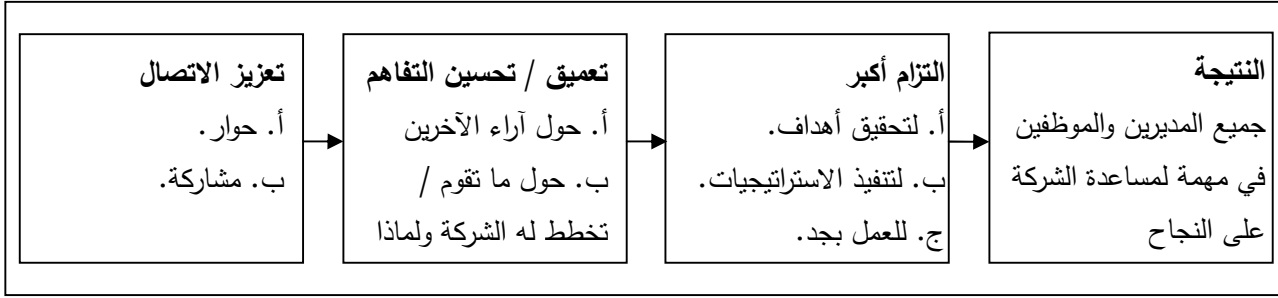 تعزيز الاتصال
أ. حوار.
ب. مشاركة.
تعميق / تحسين التفاهم
أ. حول آراء الآخرين
ب. حول ما تقوم /
تخطط له الشركة ولماذا
التزام أكبر
أ. لتحقيق أهداف.
ب. لتنفيذ الاستراتيجيات.
ج. للعمل بجد.
النتيجة
جميع المديرين والموظفين
في مهمة لمساعدة الشركة
على النجاح